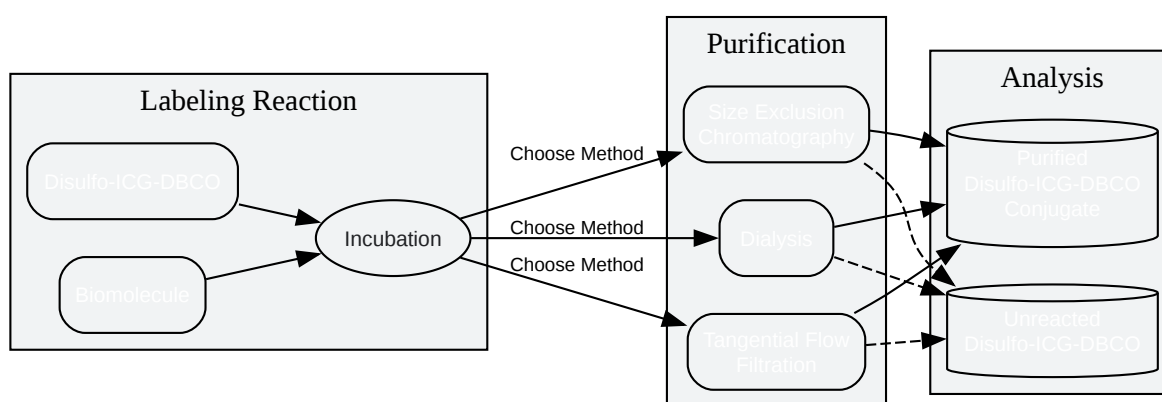 Labeling Reaction
Disulfo-ICG-DBCO
Biomolecule
Incubation
Choose Method
Choose Method
Choose Method
Purification
Size Exclusion
Chromatography
Dialysis
Tangential Flow
Filtration
Analysis
Purified
Disulfo-ICG-DBCO
Conjugate
Unreacted
Disulfo-ICG-DBCO